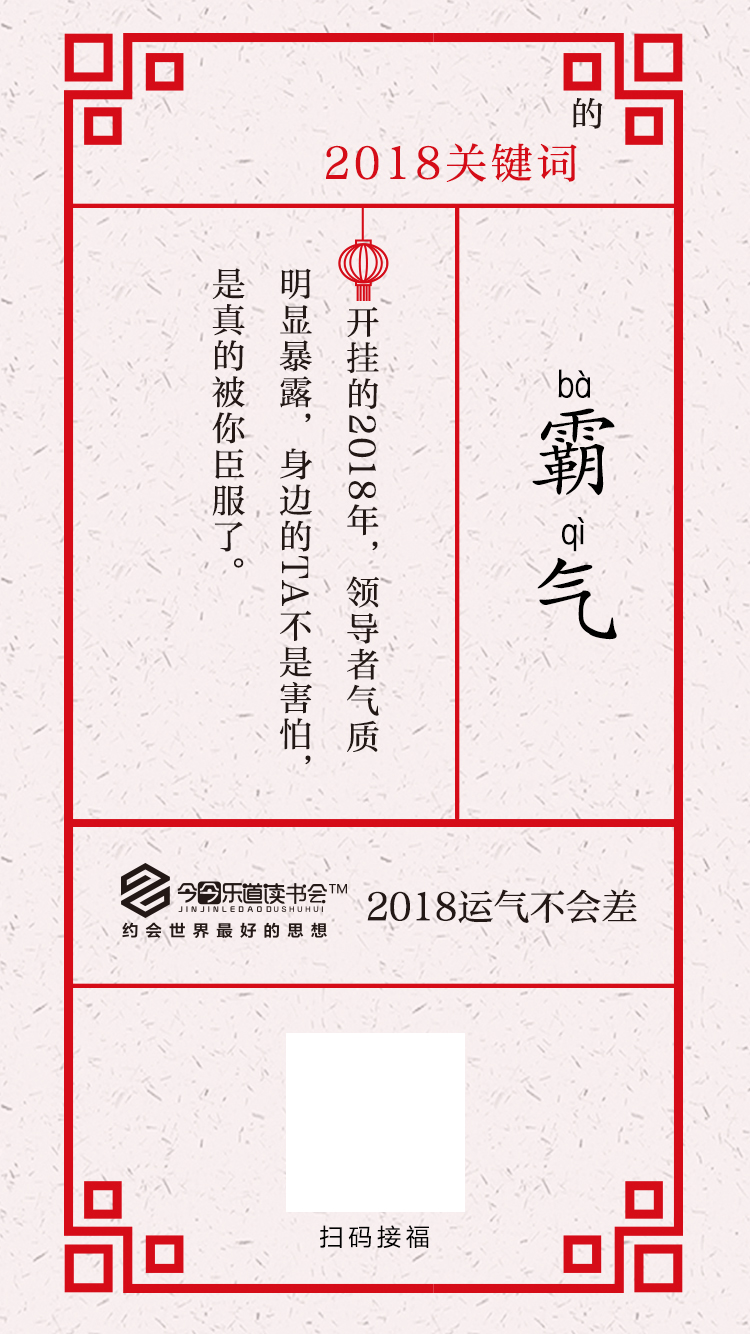 的
2018关键词
bà
霸
qì
气
开挂的2018年，领导者气质
明显暴露，身边的TA不是害怕，
是真的被你臣服了。
今今乐道读书会TM
JINJINLEDAODUSHUHUI
约会世界最好的思想
2018运气不会差
扫码接福